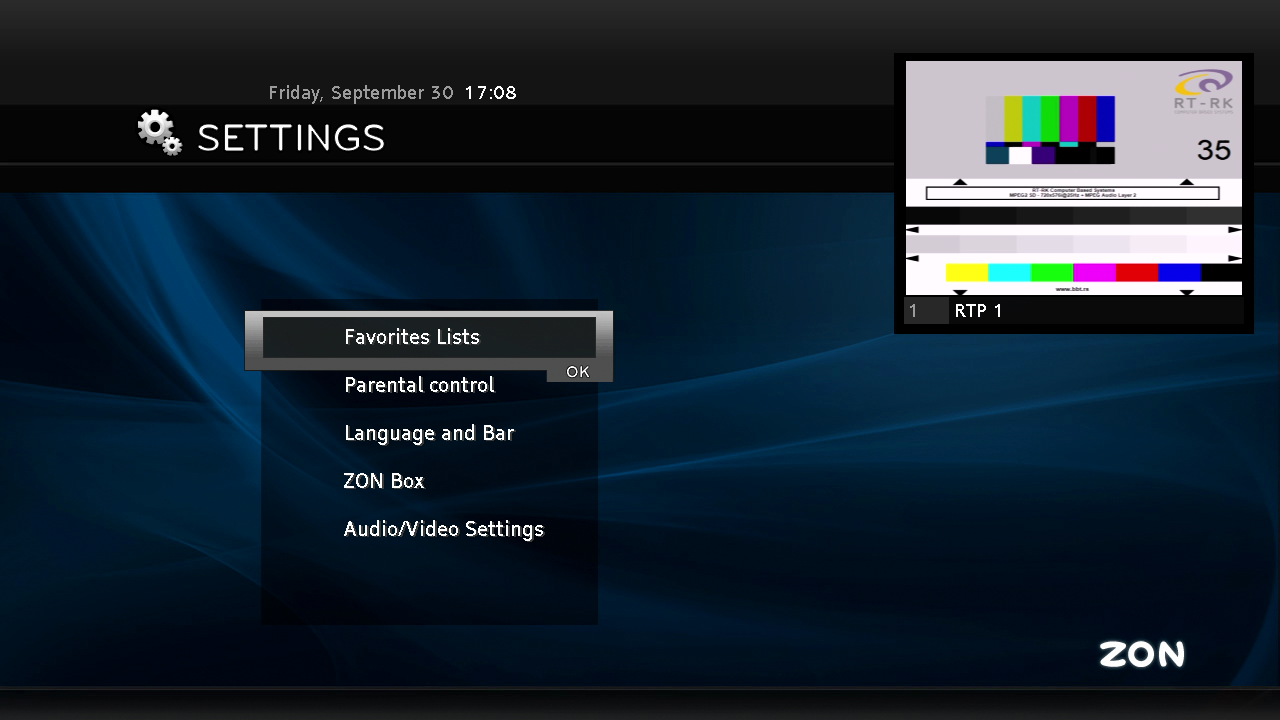 Friday, September 30 17:08
SETTINGS
RT-RK
COMPUTER BASED SYSTEMS
35
RT-RK Computer Based Systems
MPEG2 SD - 720x576i@25Hz • MPEG Audio Layer 2
www.bbt.rs
1 RTP 1
Favorites Lists
OK
Parental control
Language and Bar
ZON Box
Audio/Video Settings
ZON